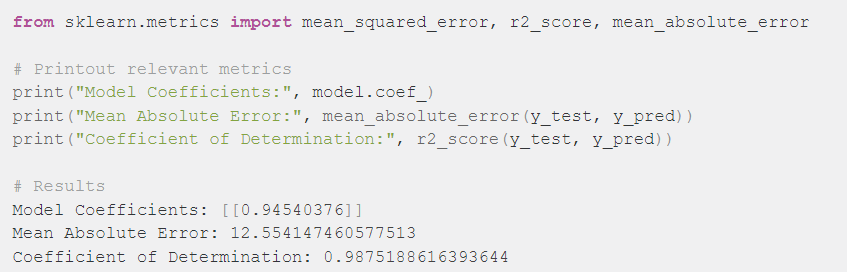 from sklearn.metrics import mean_squared_error, r2_score, mean_absolute_error
# Printout relevant metrics
print("Model Coefficients:", model.coef_)
print("Mean Absolute Error:", mean_absolute_error(y_test, y_pred))
print("Coefficient of Determination:", r2_score(y_test, y_pred))
# Results
Model Coefficients: [[0.94540376]]
Mean Absolute Error: 12.554147460577513
Coefficient of Determination: 0.9875188616393644